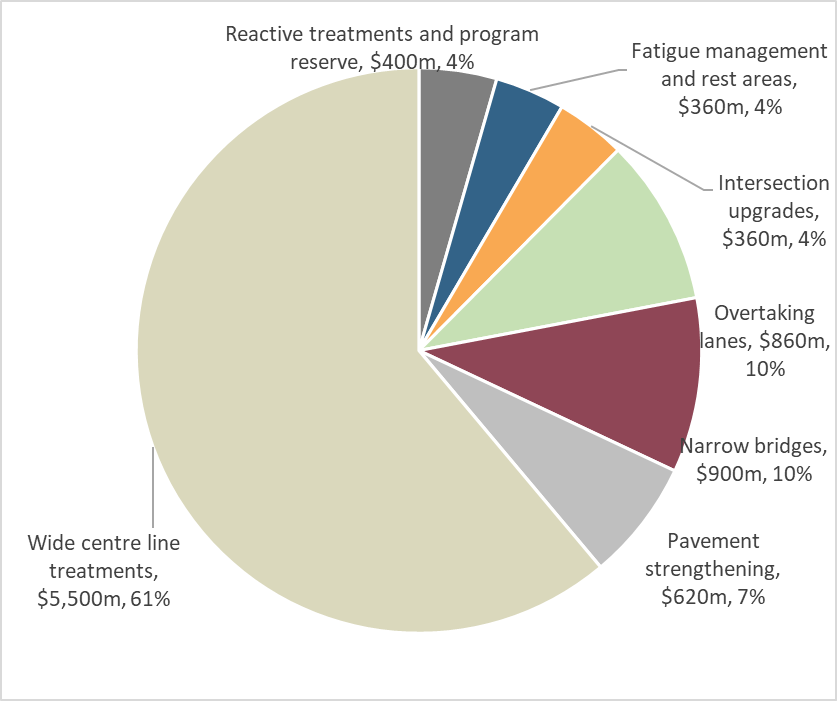 Reactive treatments and program
reserve, $400m, 4%
Fatigue management
and rest areas,
$360m, 4%
Intersection
upgrades,
$360m, 4%
Overtaking
lanes, $860m,
10%
Narrow bridges,
$900m, 10%
Pavement
strengthening,
$620m, 7%
Wide centre line
treatments,
$5,500m, 61%